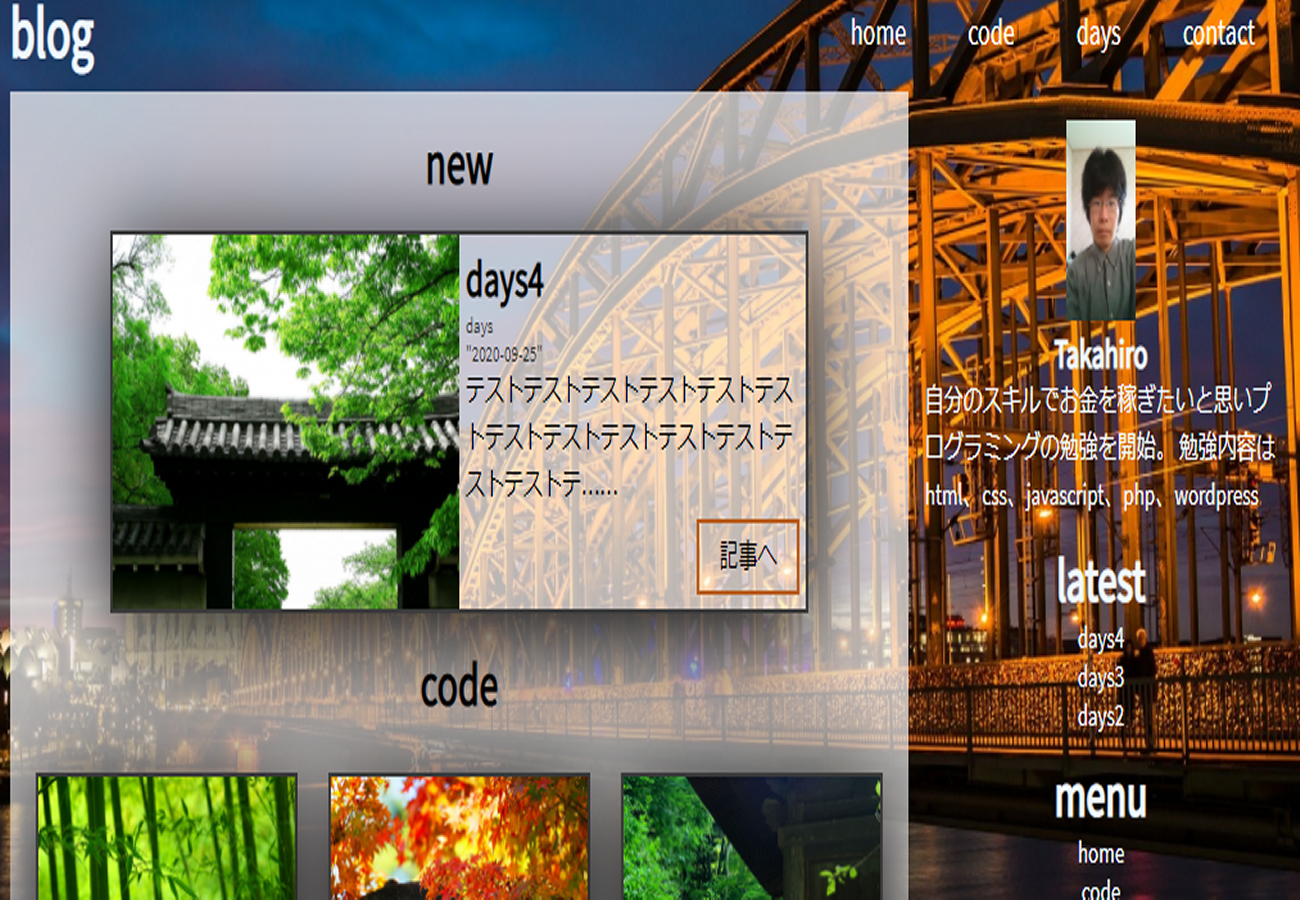 blog
home
code
days
contact
new
days4
days
"2020-09-25"
テストテストテストテストテストテス
トテストテストテストテストテストテ
ストテストテ……
記事へ
code
Takahiro
自分のスキルでお金を稼ぎたいと思いプ
ログラミングの勉強を開始。勉強内容は
html、css、javascript、php、wordpress
latest
days4
days3
days2
menu
home
code